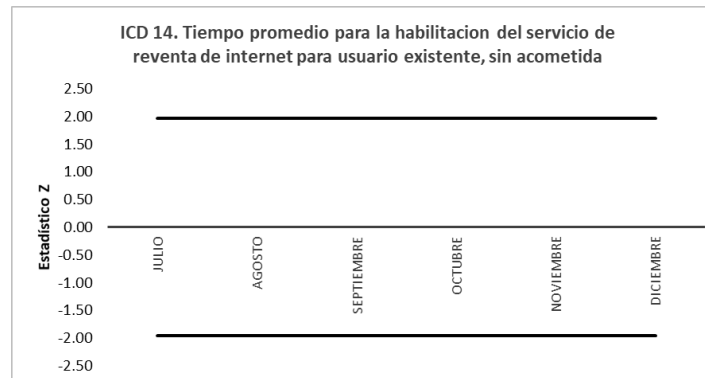 ICD 14. Tiempo promedio para la habilitacion del servicio de
reventa de internet para usuario existente, sin acometida
Estadístico Z
2.50
2.00
1.50
1.00
0.50
0.00
-0.50
-1.00
-1.50
-2.00
-2.50
JULIO
AGOSTO
SEPTIEMBRE
OCTUBRE
NOVIEMBRE
DICIEMBRE